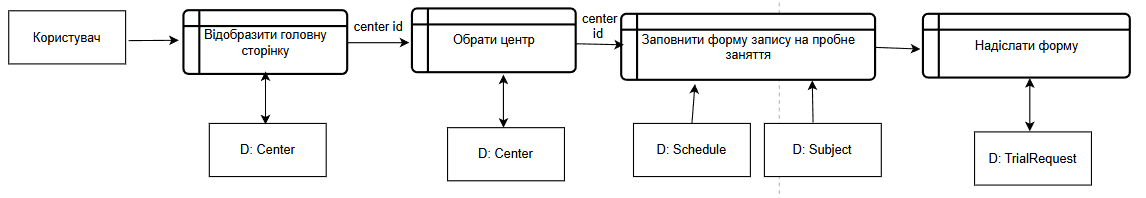 Користувач
Відобразити головну
сторінку
center id
Обрати центр
center
id
Заповнити форму запису на пробне
заняття
Надіслати форму
D: Center
D: Center
D: Schedule
D: Subject
D: TrialRequest